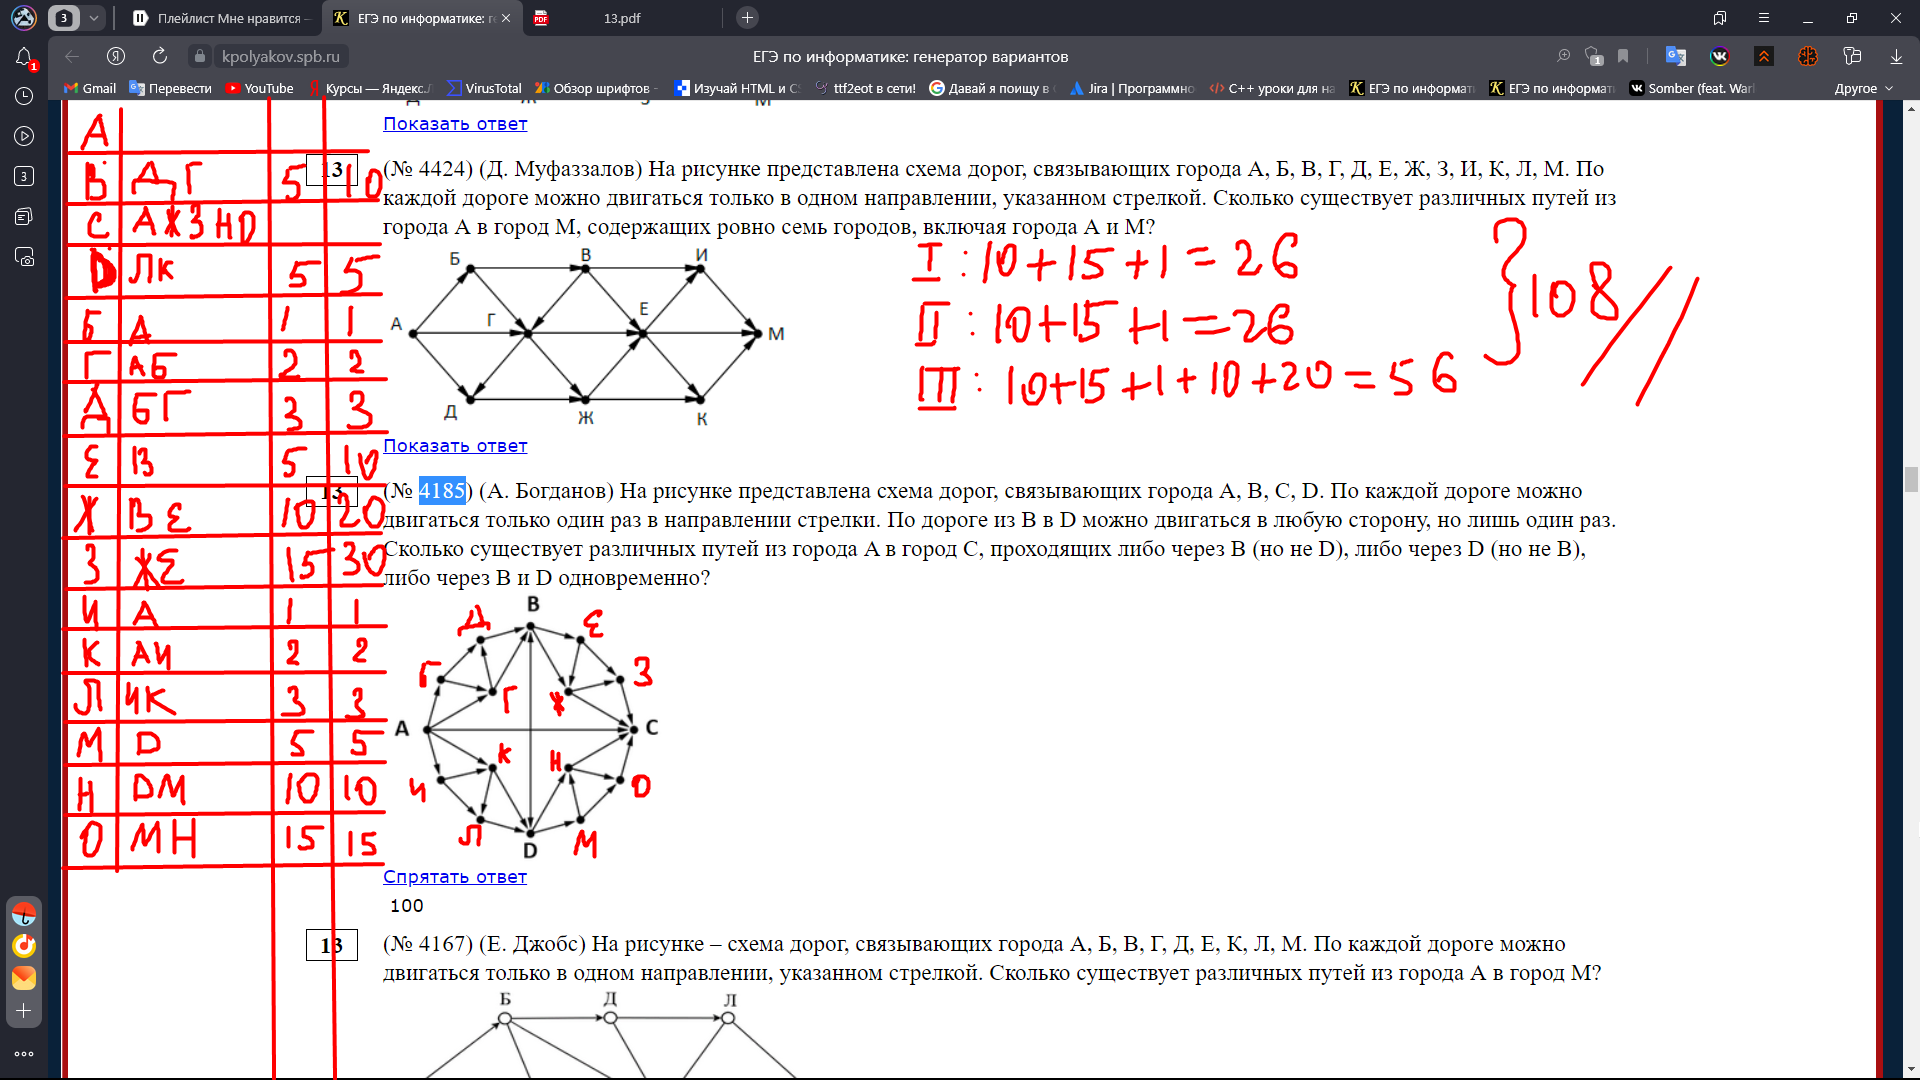 3
Плейлист Мне нравится —
ЕГЭ по информатике: ге
13.pdf
kpolyakov.spb.ru
ЕГЭ по информатике: генератор вариантов
1
1
Gmail
Перевести
YouTube
Курсы — Яндекс.
VirusTotal
Обзор шрифтов -
Изучай HTML и CS
ttf2eot в сети!
Давай я поищу в
Jira | Программно
C++ уроки для на
ЕГЭ по информати
ЕГЭ по информати
Somber (feat. Warl
Другое
3
Показать ответ
13
(№ 4424) (Д. Муфаззалов) На рисунке представлена схема дорог, связывающих города А, Б, В, Г, Д, Е, Ж, З, И, К, Л, М. По
каждой дороге можно двигаться только в одном направлении, указанном стрелкой. Сколько существует различных путей из
города А в город М, содержащих ровно семь городов, включая города А и М?
Б В И
А Г Е М
Д Ж К
I : 10+15+1=26
II : 10+15+1=26
III : 10+15+1+10+20=56
108
Показать ответ
13
(№ 4185) (А. Богданов) На рисунке представлена схема дорог, связывающих города A, B, C, D. По каждой дороге можно
двигаться только один раз в направлении стрелки. По дороге из B в D можно двигаться в любую сторону, но лишь один раз.
Сколько существует различных путей из города A в город C, проходящих либо через B (но не D), либо через D (но не B),
либо через B и D одновременно?
B
Д Е
Г З
Г Ж
A C
К Н
И О
Л М
D
Спрятать ответ
100
А
В ДГ 5 10
С АЖЗНD
D ЛК 5 5
Б А 1 1
Г АБ 2 2
Д БГ 3 3
Е В 5 10
Ж ВЕ 10 20
З ЖЕ 15 30
И А 1 1
К АИ 2 2
Л ИК 3 3
М D 5 5
Н DМ 10 10
О МН 15 15
13
(№ 4167) (Е. Джобс) На рисунке – схема дорог, связывающих города А, Б, В, Г, Д, Е, К, Л, М. По каждой дороге можно
двигаться только в одном направлении, указанном стрелкой. Сколько существует различных путей из города А в город М?
Б Д Л